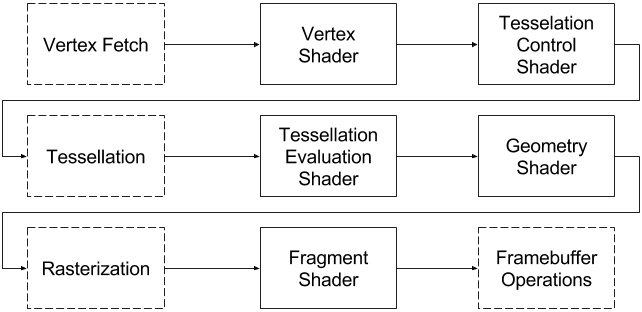 Vertex Fetch
Vertex
Shader
Tesselation
Control
Shader
Tessellation
Tessellation
Evaluation
Shader
Geometry
Shader
Rasterization
Fragment
Shader
Framebuffer
Operations